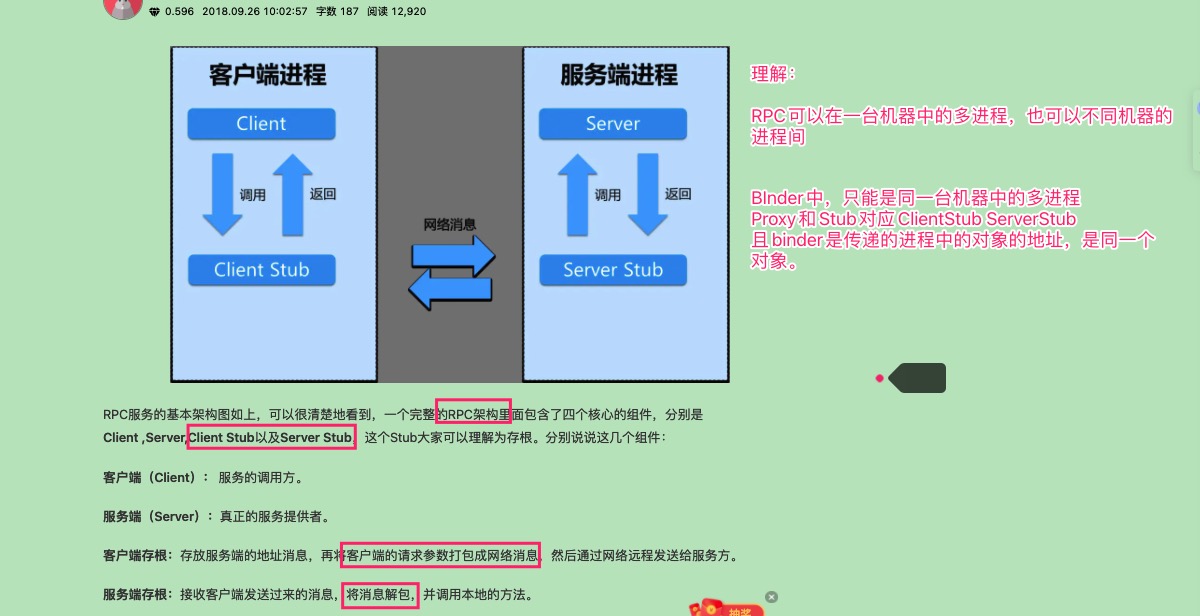 0.596 2018.09.26 10:02:57 字数 187 阅读 12,920
客户端进程
服务端进程
Client
Server
调用
返回
调用
返回
网络消息
Client Stub
Server Stub
理解：
RPC可以在一台机器中的多进程，也可以不同机器的
进程间
BInder中，只能是同一台机器中的多进程
Proxy和Stub对应 ClientStub ServerStub
且binder是传递的进程中的对象的地址，是同一个
对象。
RPC服务的基本架构图如上，可以很清楚地看到，一个完整的RPC架构里面包含了四个核心的组件，分别是
Client ,Server,Client Stub以及Server Stub，这个Stub大家可以理解为存根。分别说说这几个组件：
客户端（Client）：服务的调用方。
服务端（Server）：真正的服务提供者。
客户端存根：存放服务端的地址消息，再将客户端的请求参数打包成网络消息，然后通过网络远程发送给服务方。
服务端存根：接收客户端发送过来的消息，将消息解包，并调用本地的方法。
抽奖